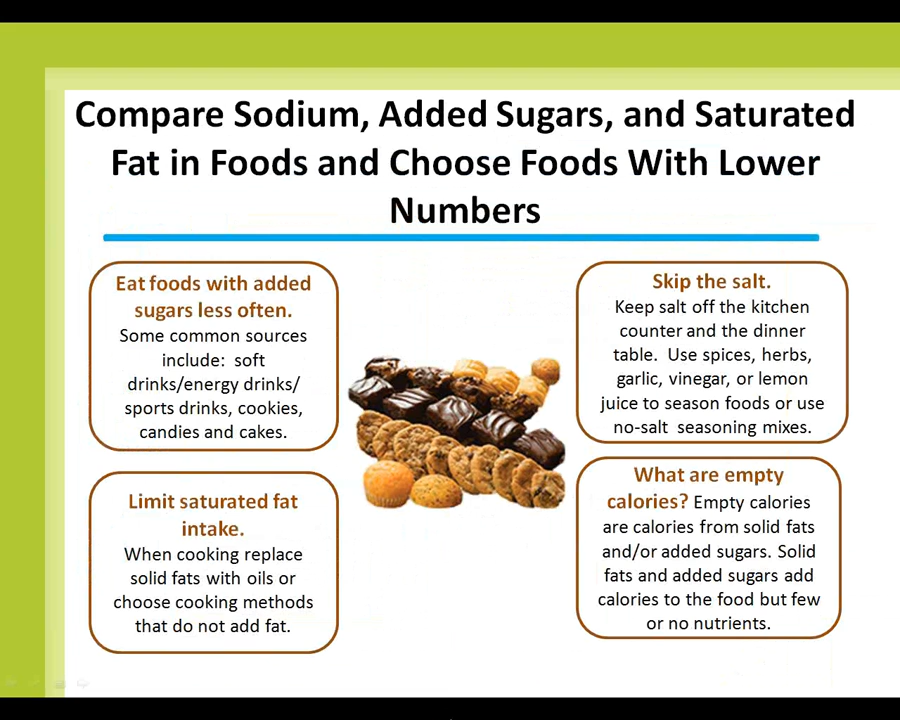 Compare Sodium, Added Sugars, and Saturated
Fat in Foods and Choose Foods With Lower
Numbers
Eat foods with added
sugars less often.
Some common sources
include:  soft
drinks/energy drinks/
sports drinks, cookies,
candies and cakes.
Limit saturated fat
intake.
When cooking replace
solid fats with oils or
choose cooking methods
that do not add fat.
Skip the salt.
Keep salt off the kitchen
counter and the dinner
table.  Use spices, herbs,
garlic, vinegar, or lemon
juice to season foods or use
no-salt  seasoning mixes.
What are empty
calories? Empty calories
are calories from solid fats
and/or added sugars. Solid
fats and added sugars add
calories to the food but few
or no nutrients.